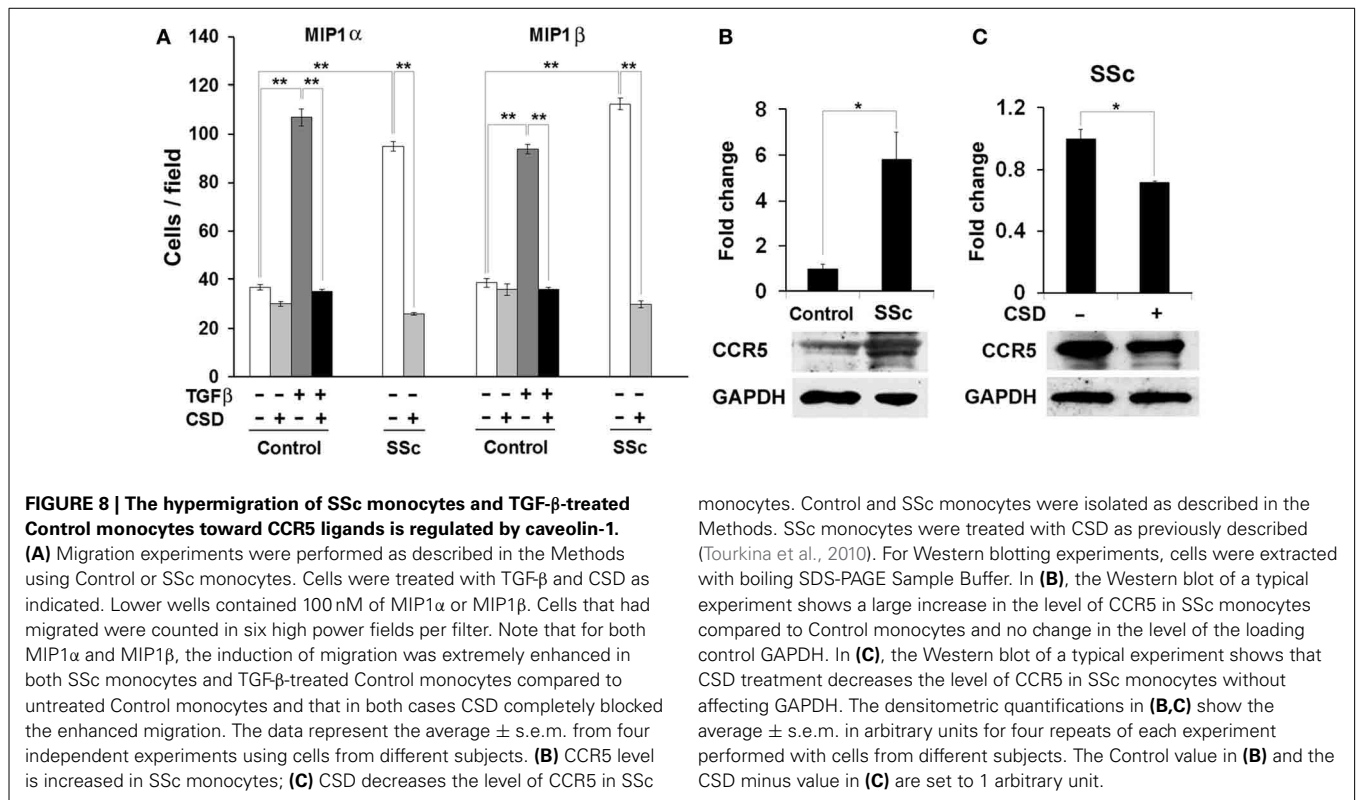 A
MIP1α
MIP1β
140
120
100
80
60
40
20
0
Cells / field
** ** ** **
** ** ** **
TGFβ - - + + - - - - + + - -
CSD - + - + - + - + - + - +
Control SSc Control SSc
B
8
6
4
2
0
Fold change
*
Control SSc
CCR5
GAPDH
C
SSc
1.2
0.8
0.4
0
Fold change
*
CSD - +
CCR5
GAPDH
FIGURE 8 | The hypermigration of SSc monocytes and TGF-β-treated
Control monocytes toward CCR5 ligands is regulated by caveolin-1.
(A) Migration experiments were performed as described in the Methods
using Control or SSc monocytes. Cells were treated with TGF-β and CSD as
indicated. Lower wells contained 100 nM of MIP1α or MIP1β. Cells that had
migrated were counted in six high power fields per filter. Note that for both
MIP1α and MIP1β, the induction of migration was extremely enhanced in
both SSc monocytes and TGF-β-treated Control monocytes compared to
untreated Control monocytes and that in both cases CSD completely blocked
the enhanced migration. The data represent the average ± s.e.m. from four
independent experiments using cells from different subjects. (B) CCR5 level
is increased in SSc monocytes; (C) CSD decreases the level of CCR5 in SSc
monocytes. Control and SSc monocytes were isolated as described in the
Methods. SSc monocytes were treated with CSD as previously described
(Tourkina et al., 2010). For Western blotting experiments, cells were extracted
with boiling SDS-PAGE Sample Buffer. In (B), the Western blot of a typical
experiment shows a large increase in the level of CCR5 in SSc monocytes
compared to Control monocytes and no change in the level of the loading
control GAPDH. In (C), the Western blot of a typical experiment shows that
CSD treatment decreases the level of CCR5 in SSc monocytes without
affecting GAPDH. The densitometric quantifications in (B,C) show the
average ± s.e.m. in arbitrary units for four repeats of each experiment
performed with cells from different subjects. The Control value in (B) and the
CSD minus value in (C) are set to 1 arbitrary unit.